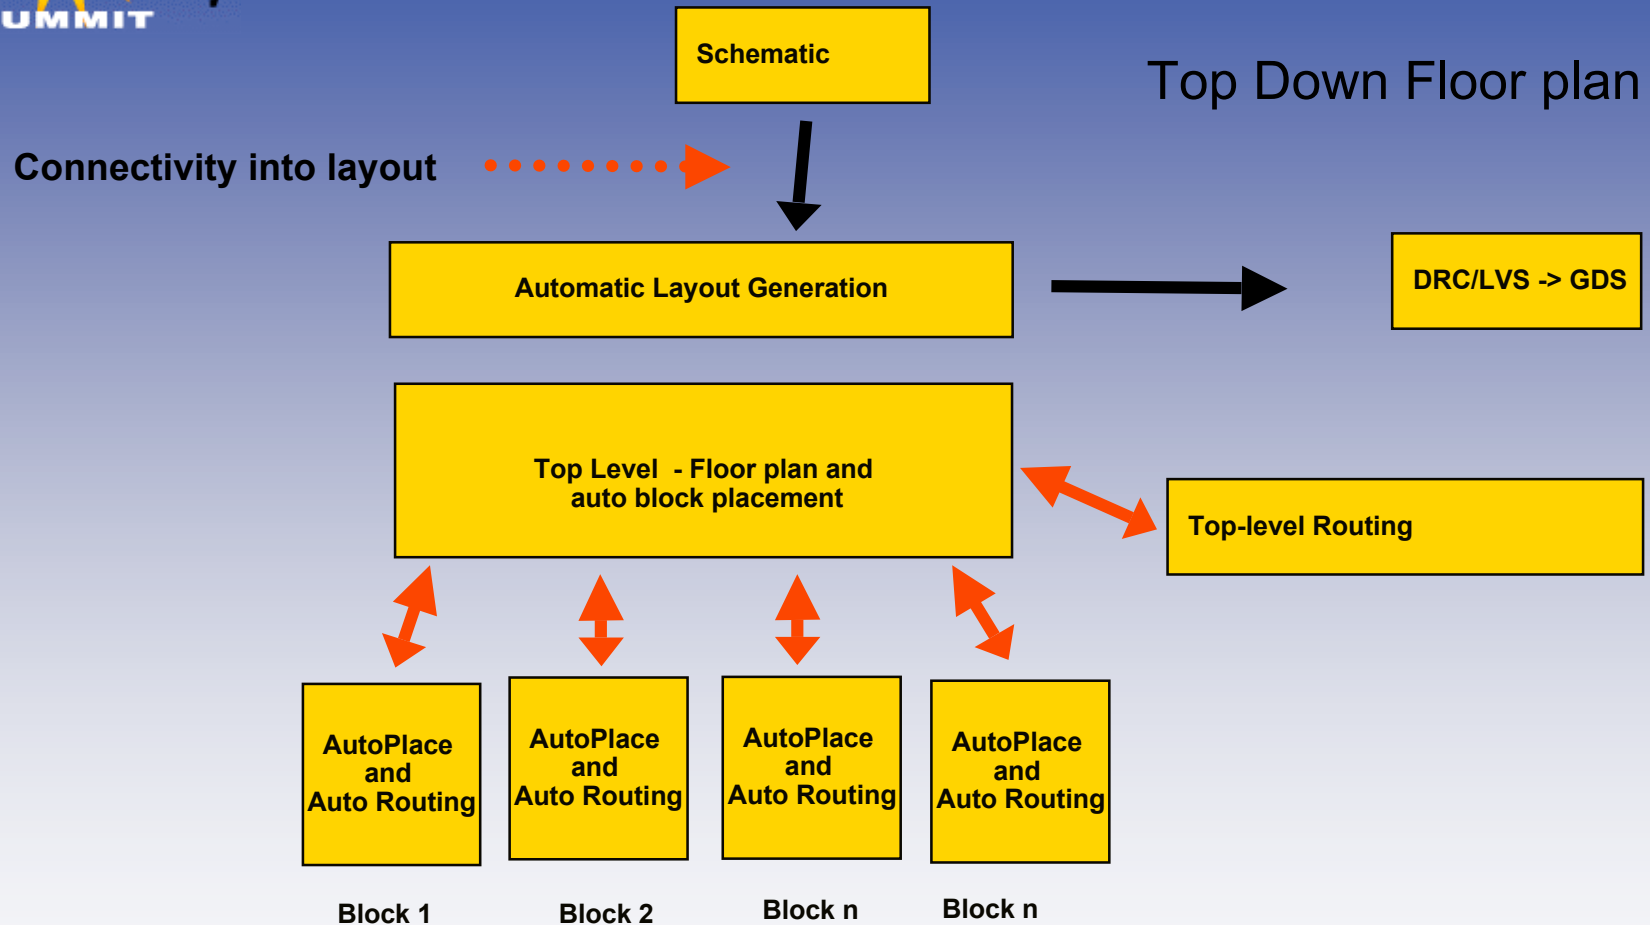 UMMIT
Schematic
Top Down Floor plan
Connectivity into layout
Automatic Layout Generation
DRC/LVS -> GDS
Top Level - Floor plan and
auto block placement
Top-level Routing
AutoPlace
and
Auto Routing
AutoPlace
and
Auto Routing
AutoPlace
and
Auto Routing
AutoPlace
and
Auto Routing
Block 1
Block 2
Block n
Block n